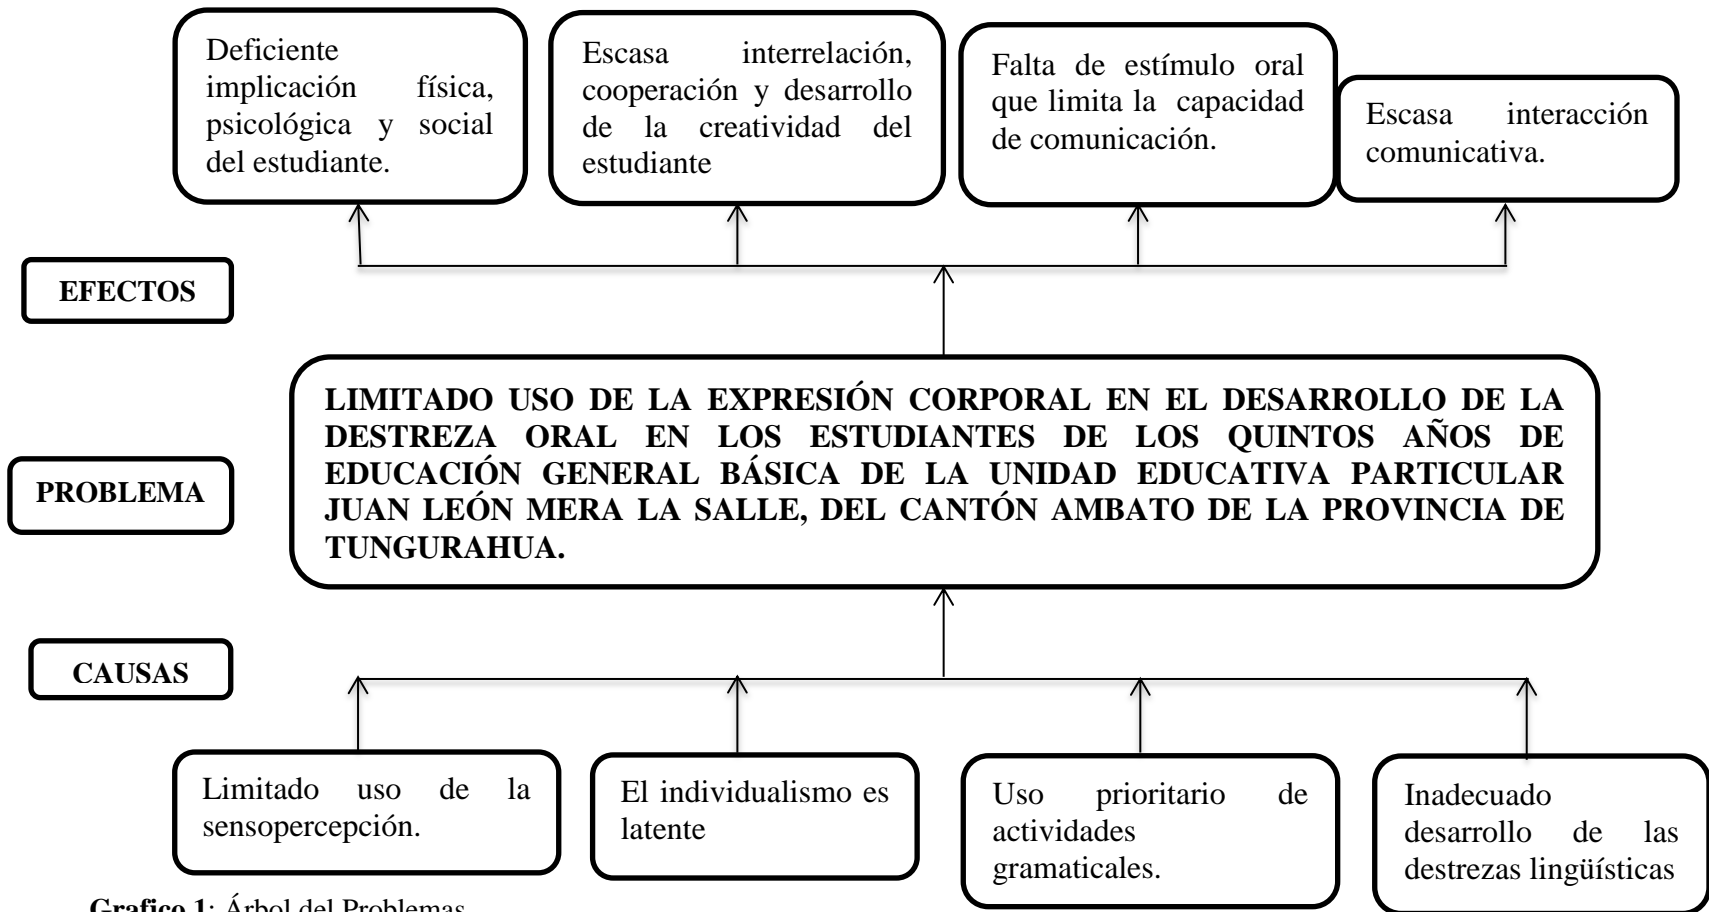 Deficiente
implicación física,
psicológica y social
del estudiante.
Escasa interrelación,
cooperación y desarrollo
de la creatividad del
estudiante
Falta de estímulo oral
que limita la capacidad
de comunicación.
Escasa interacción
comunicativa.
EFECTOS
LIMITADO USO DE LA EXPRESIÓN CORPORAL EN EL DESARROLLO DE LA
DESTREZA ORAL EN LOS ESTUDIANTES DE LOS QUINTOS AÑOS DE
EDUCACIÓN GENERAL BÁSICA DE LA UNIDAD EDUCATIVA PARTICULAR
JUAN LEÓN MERA LA SALLE, DEL CANTÓN AMBATO DE LA PROVINCIA DE
TUNGURAHUA.
PROBLEMA
CAUSAS
Limitado uso de la
sensopercepción.
El individualismo es
latente
Uso prioritario de
actividades
gramaticales.
Inadecuado
desarrollo de las
destrezas lingüísticas
Grafico 1: Árbol del Problemas